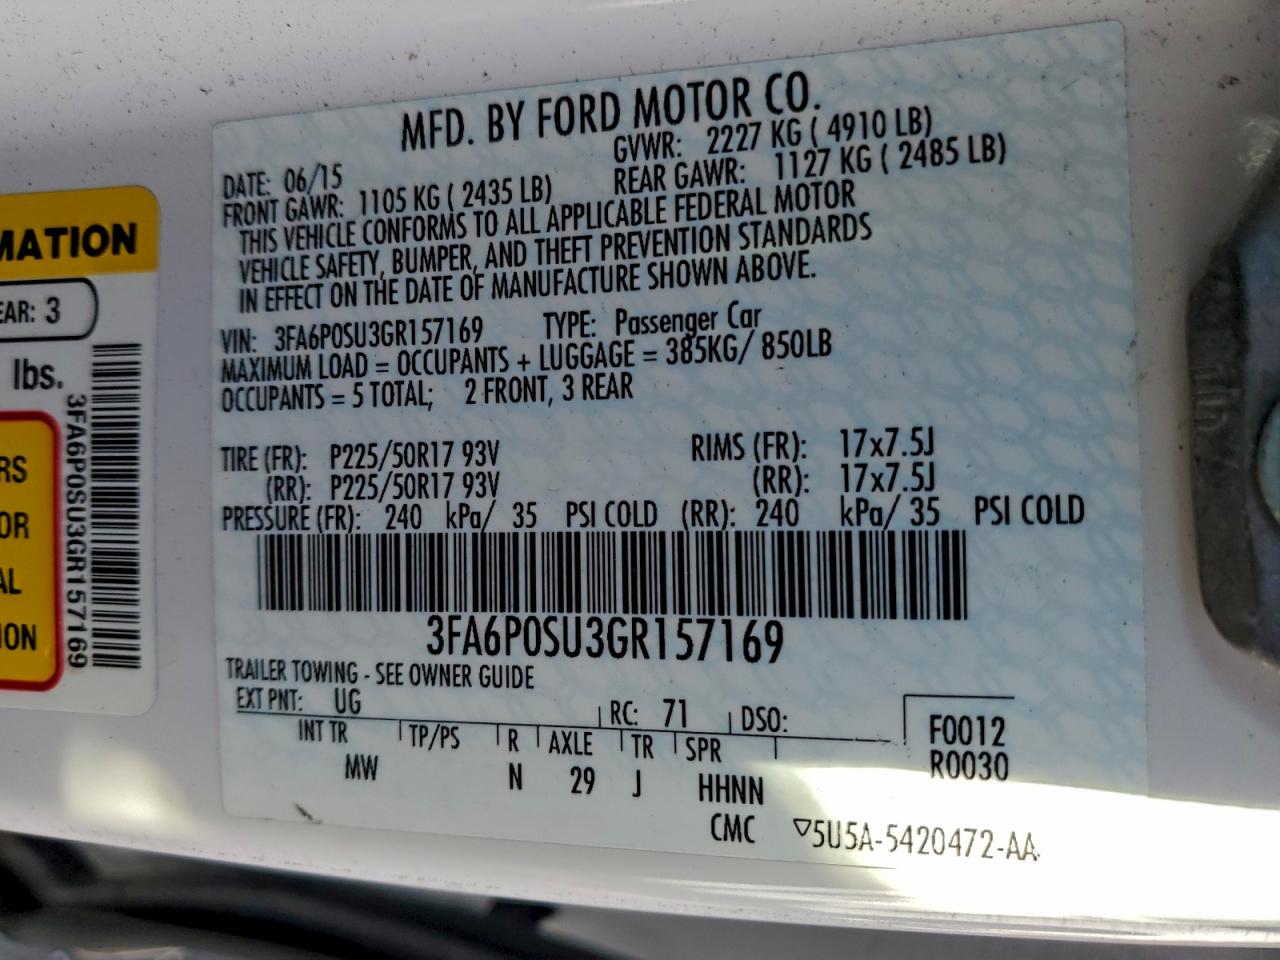 MFD. BY FORD MOTOR CO.
DATE: 06/15 GVWR: 2227 KG ( 4910 LB)
FRONT GAWR: 1105 KG ( 2435 LB) REAR GAWR: 1127 KG ( 2485 LB)
THIS VEHICLE CONFORMS TO ALL APPLICABLE FEDERAL MOTOR
VEHICLE SAFETY, BUMPER, AND THEFT PREVENTION STANDARDS
IN EFFECT ON THE DATE OF MANUFACTURE SHOWN ABOVE.
VIN: 3FA6P0SU3GR157169 TYPE: Passenger Car
MAXIMUM LOAD = OCCUPANTS + LUGGAGE = 385KG/ 850LB
OCCUPANTS = 5 TOTAL; 2 FRONT, 3 REAR
TIRE (FR): P225/50R17 93V RIMS (FR): 17x7.5J
(RR): P225/50R17 93V (RR): 17x7.5J
PRESSURE (FR): 240 kPa/ 35 PSI COLD (RR): 240 kPa/ 35 PSI COLD
3FA6P0SU3GR157169
TRAILER TOWING - SEE OWNER GUIDE
EXT PNT: UG RC: 71 DSO:
INT TR TP/PS R AXLE TR SPR F0012
MW N 29 J HHNN R0030
CMC ▽5U5A-5420472-AA
MATION
EAR: 3
lbs.
3FA6P0SU3GR157169
RS
OR
AL
ION